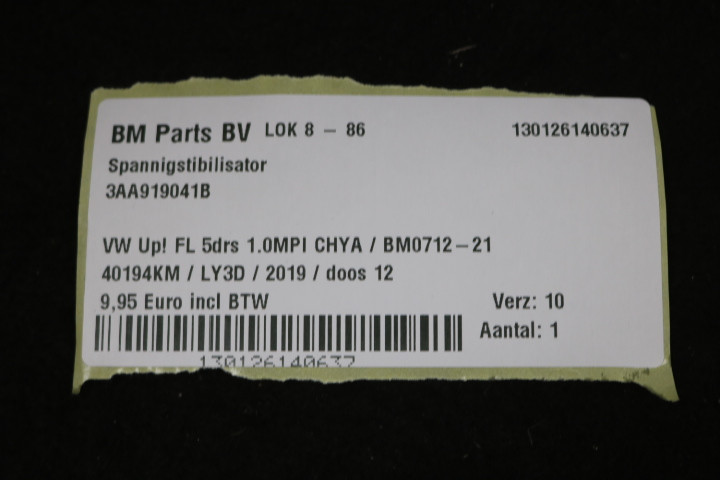 BM Parts BV LOK 8 - 86 130126140637
Spannigstibilisator
3AA919041B
VW Up! FL 5drs 1.0MPI CHYA / BM0712-21
40194KM / LY3D / 2019 / doos 12
9,95 Euro incl BTW Verz: 10
Aantal: 1
130126140637